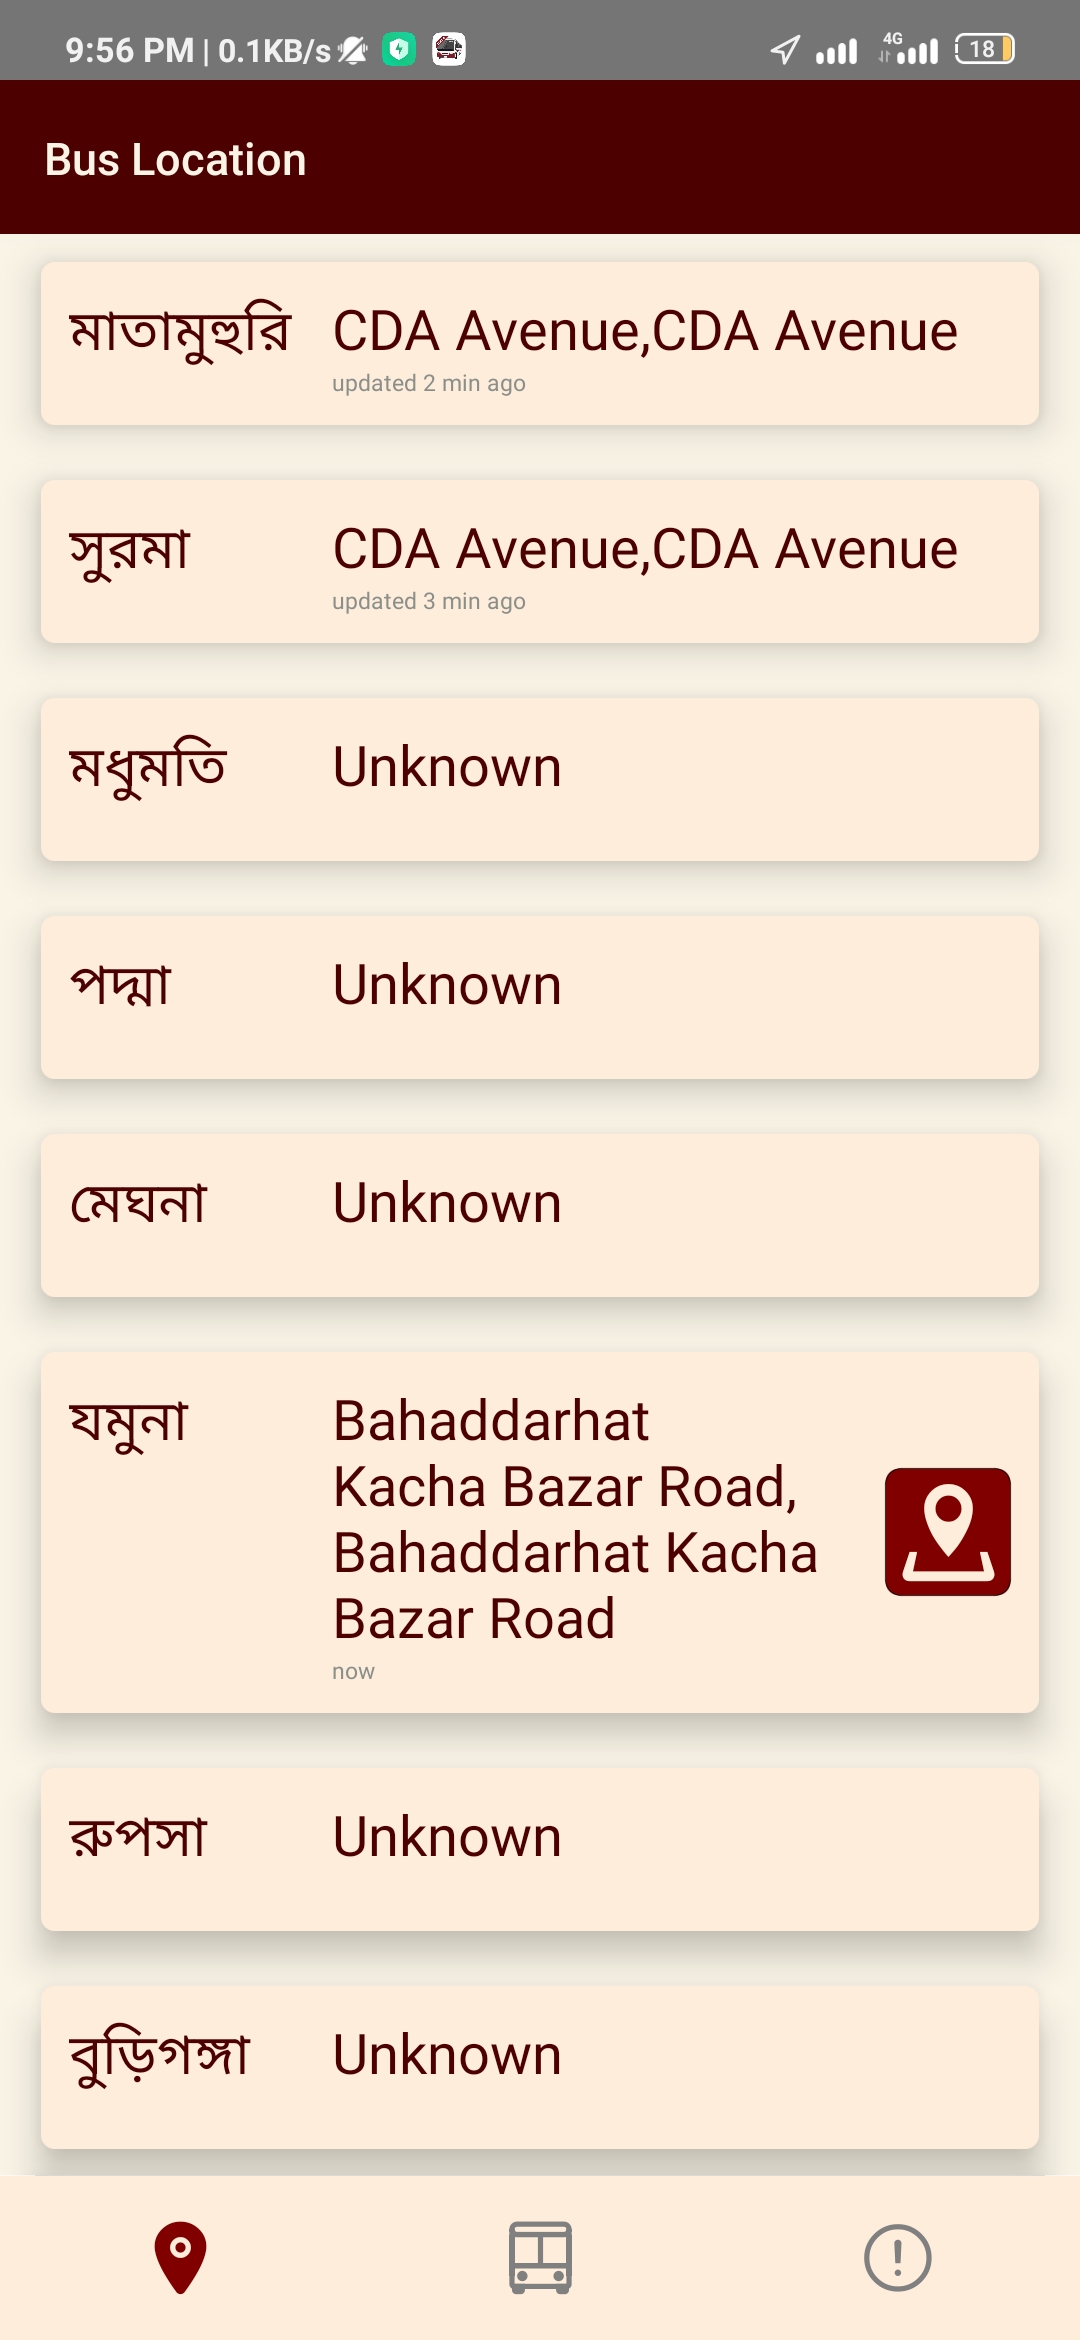 9:56 PM | 0.1KB/s
4G
18
Bus Location
মাতামুহুরি CDA Avenue,CDA Avenue
updated 2 min ago
সুরমা CDA Avenue,CDA Avenue
updated 3 min ago
মধুমতি Unknown
পদ্মা Unknown
মেঘনা Unknown
যমুনা Bahaddarhat
Kacha Bazar Road,
Bahaddarhat Kacha
Bazar Road
now
রুপসা Unknown
বুড়িগঙ্গা Unknown